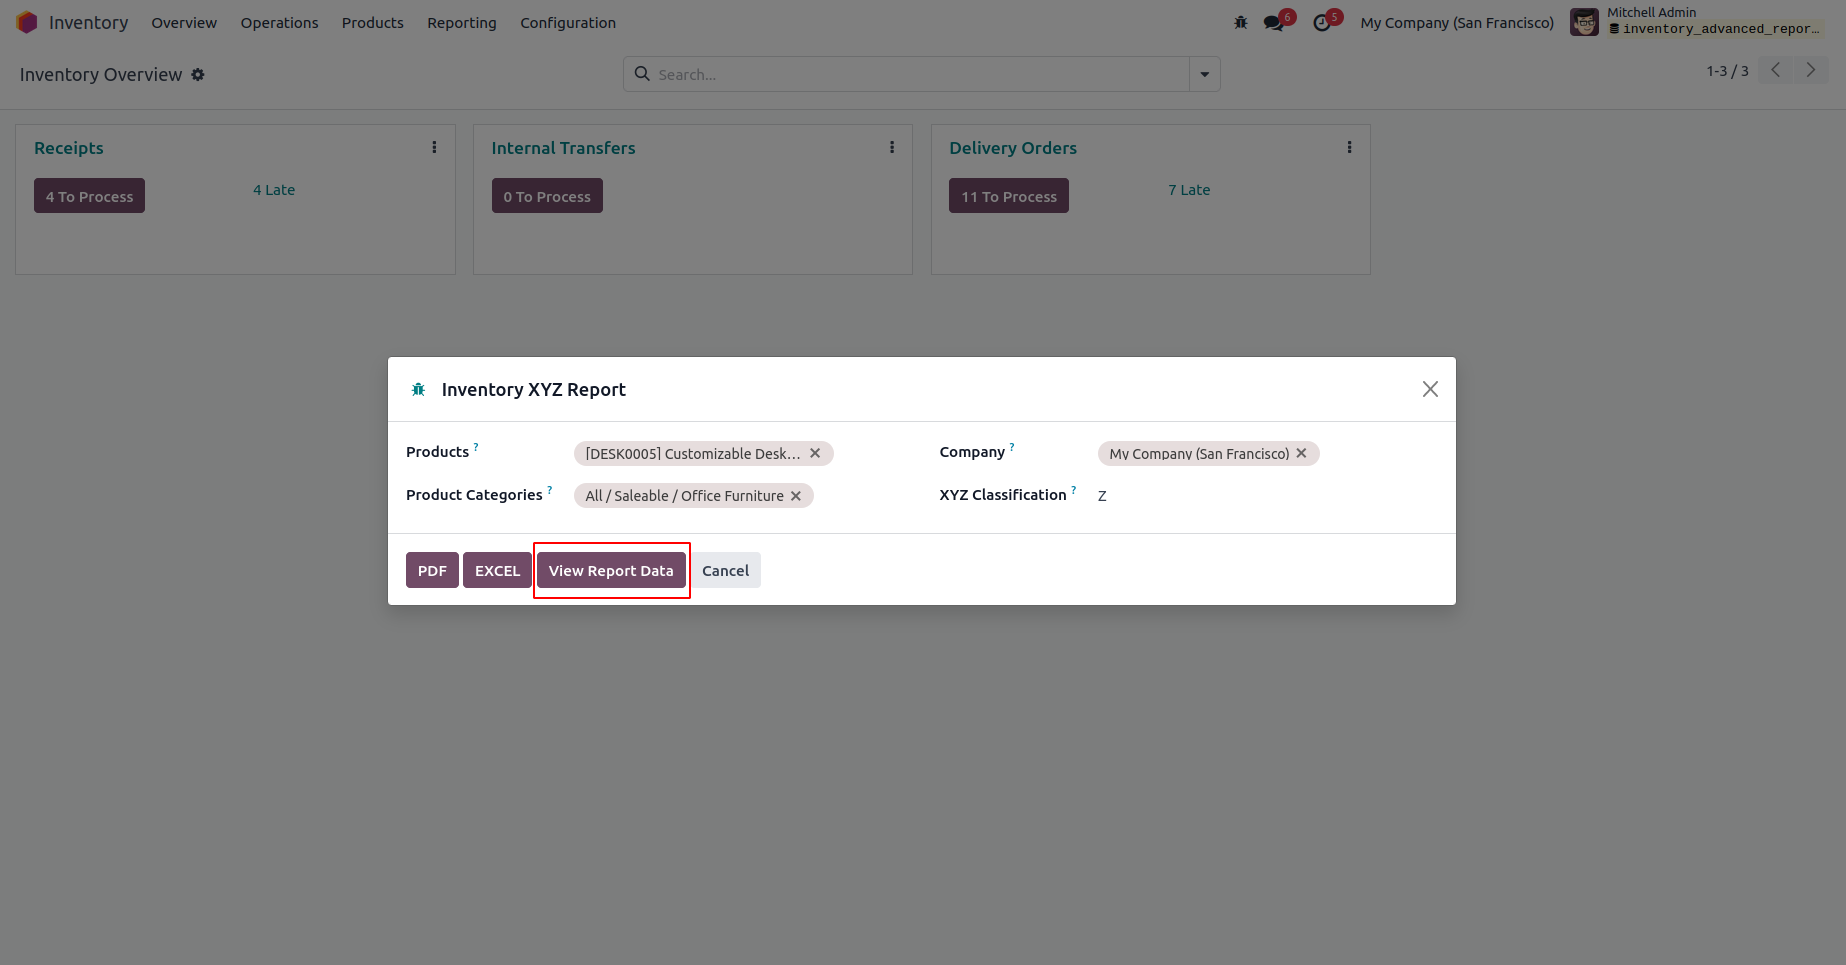 Inventory Overview Operations Products Reporting Configuration 6 5 My Company (San Francisco) Mitchell Admin
inventory_advanced_repor...
Inventory Overview Search... 1-3 / 3
Receipts Internal Transfers Delivery Orders
4 To Process 4 Late 0 To Process 11 To Process 7 Late
Inventory XYZ Report
Products ? [DESK0005] Customizable Desk... Company ? My Company (San Francisco)
Product Categories ? All / Saleable / Office Furniture XYZ Classification ? Z
PDF EXCEL View Report Data Cancel